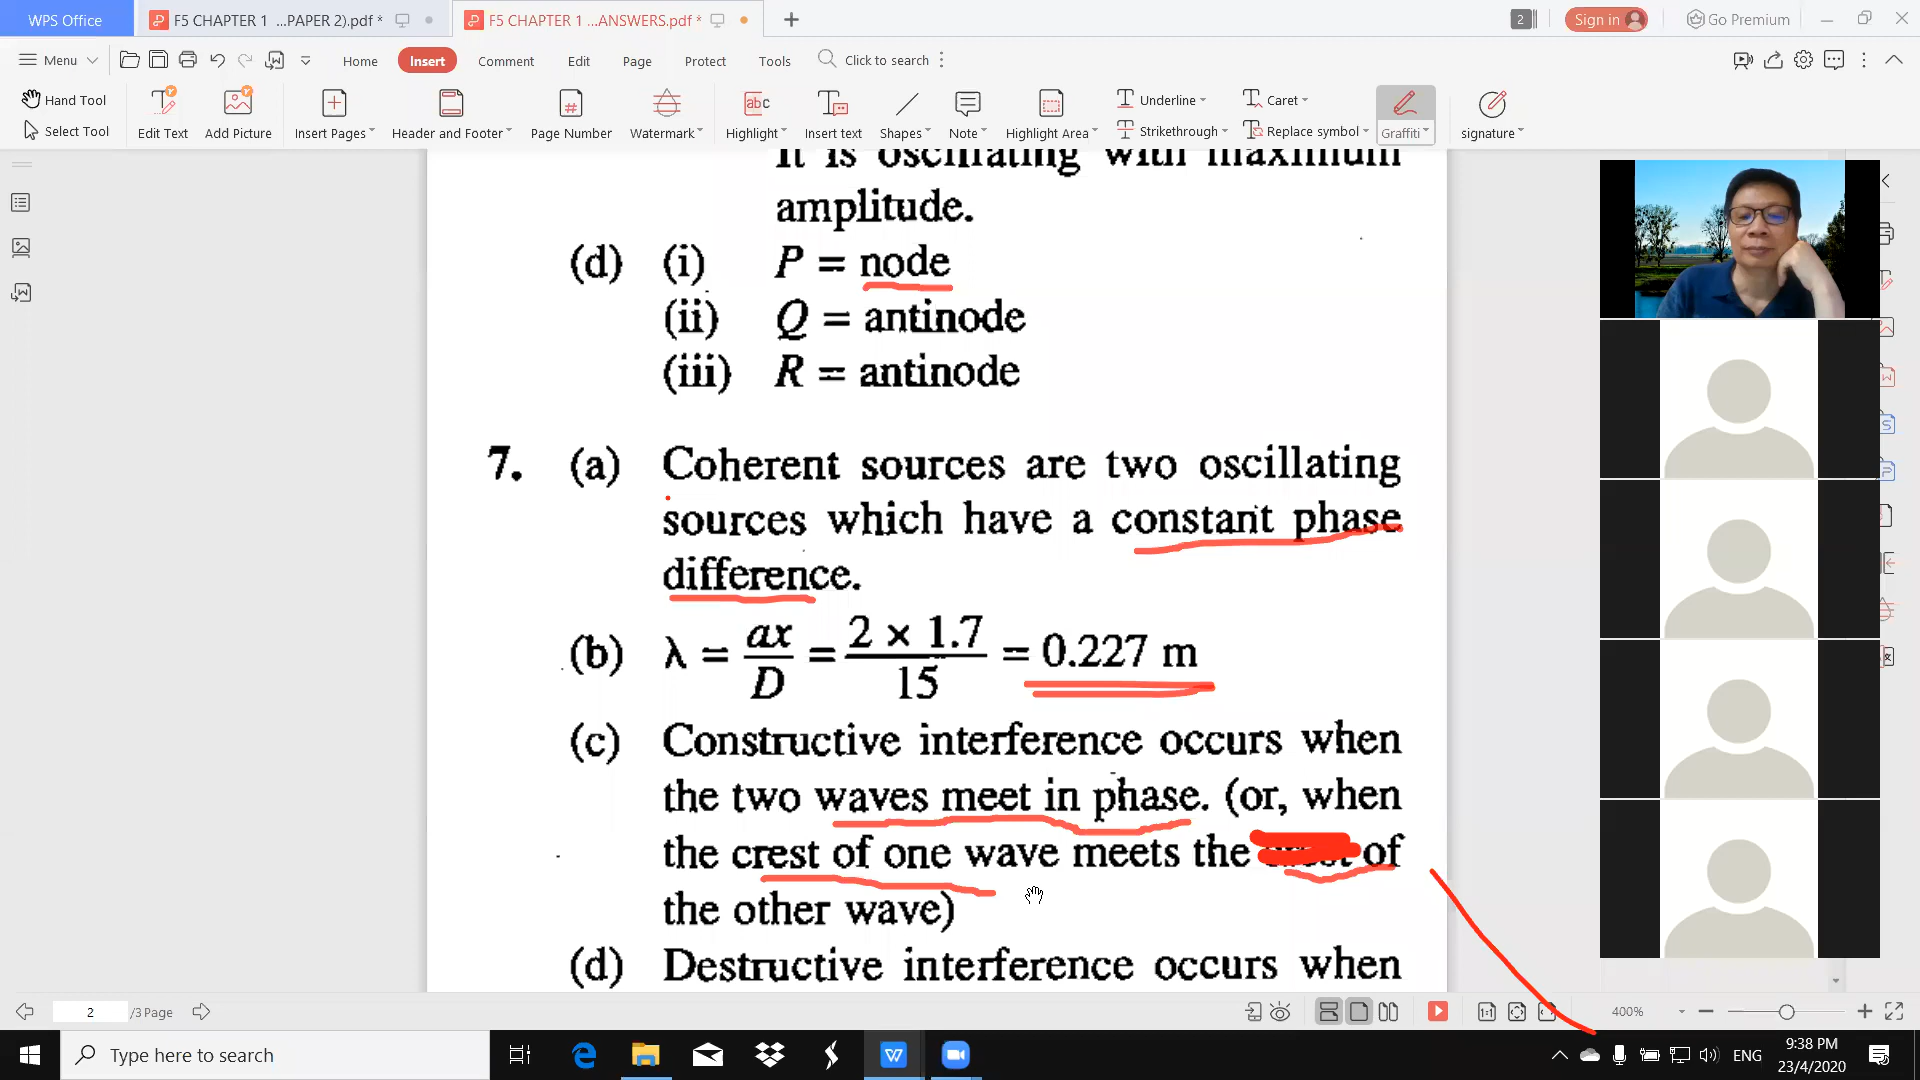 WPS Office
F5 CHAPTER 1 ...PAPER 2).pdf *
F5 CHAPTER 1 ...ANSWERS.pdf *
2
Sign in
Go Premium
Menu
Home
Insert
Comment
Edit
Page
Protect
Tools
Click to search
Hand Tool
Select Tool
Edit Text
Add Picture
Insert Pages
Header and Footer
Page Number
Watermark
Highlight
Insert text
Shapes
Note
Highlight Area
Underline
Strikethrough
Caret
Replace symbol
Graffiti
signature
It is oscillating with maximum
amplitude.
(d) (i) P = node
(ii) Q = antinode
(iii) R = antinode
7. (a) Coherent sources are two oscillating
sources which have a constant phase
difference.
(b) λ = ax/D = 2 × 1.7/15 = 0.227 m
(c) Constructive interference occurs when
the two waves meet in phase. (or, when
the crest of one wave meets the of
the other wave)
(d) Destructive interference occurs when
2 /3 Page
400%
Type here to search
ENG
9:38 PM
23/4/2020